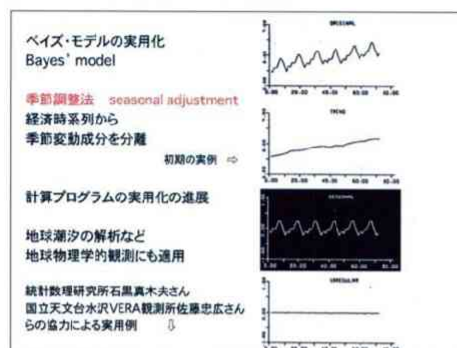 ベイズ・モデルの実用化
Bayes' model
季節調整法 seasonal adjustment
経済時系列から
季節変動成分を分離
初期の実例 ⇨
計算プログラムの実用化の進展
地球潮汐の解析など
地球物理学的観測にも適用
統計数理研究所石黒真木夫さん
国立天文台水沢VERA観測所佐藤忠弘さん
らの協力による実用例 ⇩
ORIGINAL
TREND
SEASONAL
IRREGULAR